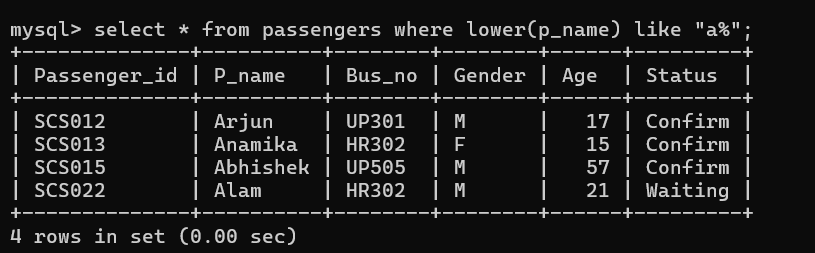 mysql> select * from passengers where lower(p_name) like "a%";
+--------------+----------+--------+--------+------+---------+
| Passenger_id | P_name   | Bus_no | Gender | Age  | Status  |
+--------------+----------+--------+--------+------+---------+
| SCS012       | Arjun    | UP301  | M      |   17 | Confirm |
| SCS013       | Anamika  | HR302  | F      |   15 | Confirm |
| SCS015       | Abhishek | UP505  | M      |   57 | Confirm |
| SCS022       | Alam     | HR302  | M      |   21 | Waiting |
+--------------+----------+--------+--------+------+---------+
4 rows in set (0.00 sec)